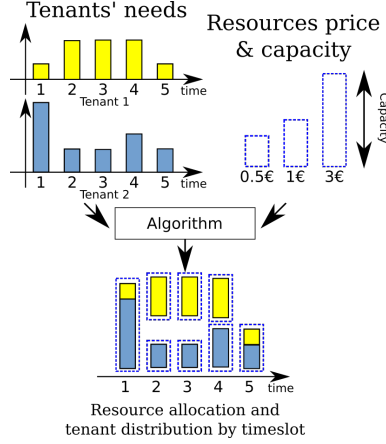 Tenants' needs
Resources price
& capacity
1 2 3 4 5 time
Tenant 1
Capacity
1 2 3 4 5 time
Tenant 2
0.5€ 1€ 3€
Algorithm
1 2 3 4 5 time
Resource allocation and
tenant distribution by timeslot